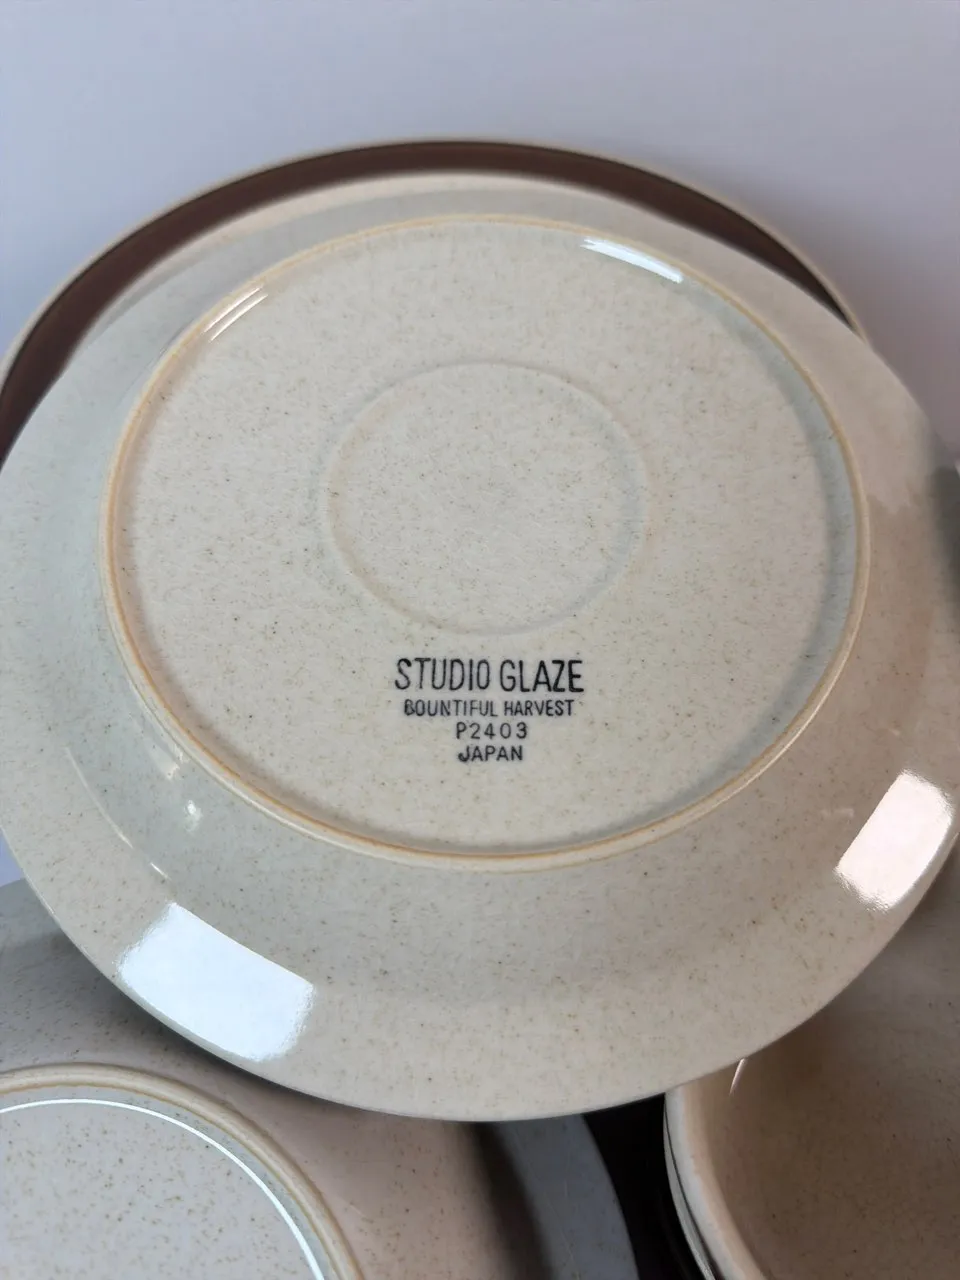 STUDIO GLAZE
BOUNTIFUL HARVEST
P2403
JAPAN